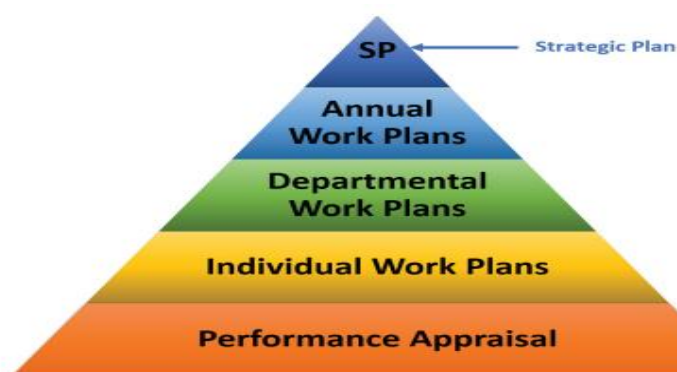 SP
Strategic Plan
Annual
Work Plans
Departmental
Work Plans
Individual Work Plans
Performance Appraisal